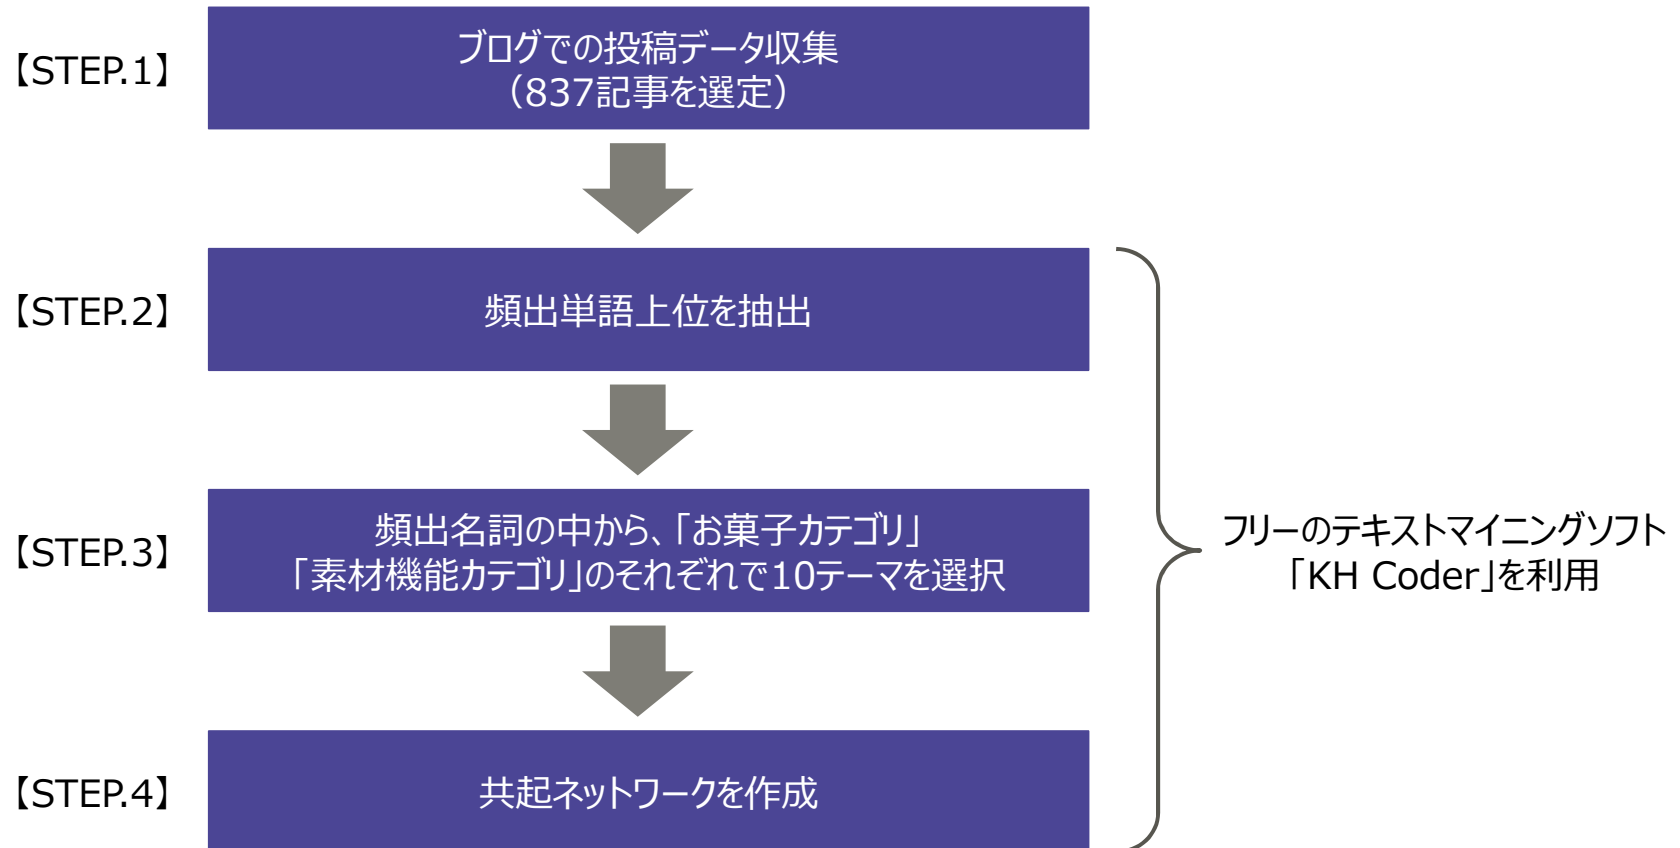 【STEP.1】
ブログでの投稿データ収集
（837記事を選定）
【STEP.2】
頻出単語上位を抽出
【STEP.3】
頻出名詞の中から、「お菓子カテゴリ」
「素材機能カテゴリ」のそれぞれで10テーマを選択
フリーのテキストマイニングソフト
「KH Coder」を利用
【STEP.4】
共起ネットワークを作成